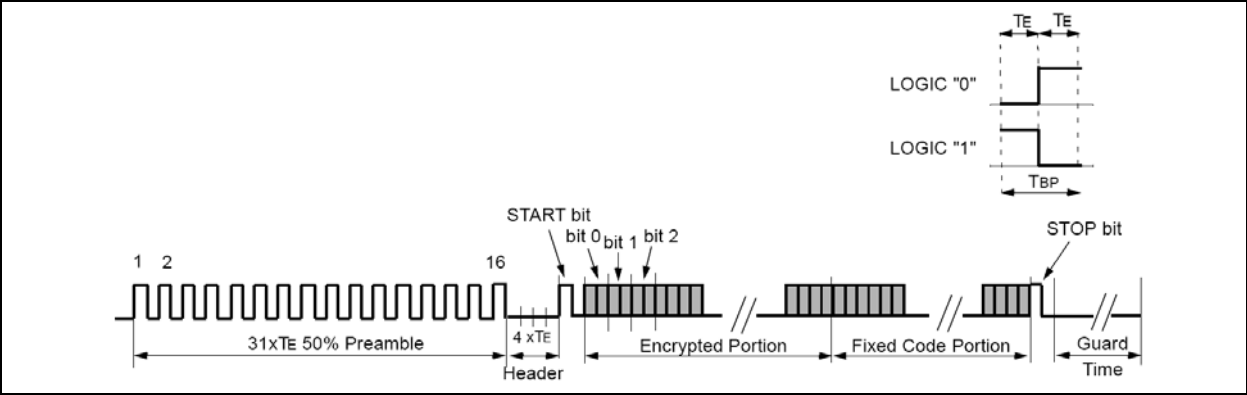 TE TE
LOGIC "0"
LOGIC "1"
TBP
START bit
bit 0 bit 1 bit 2
STOP bit
1 2 16
31xTE 50% Preamble
4 xTE
Header
Encrypted Portion
Fixed Code Portion
Guard
Time